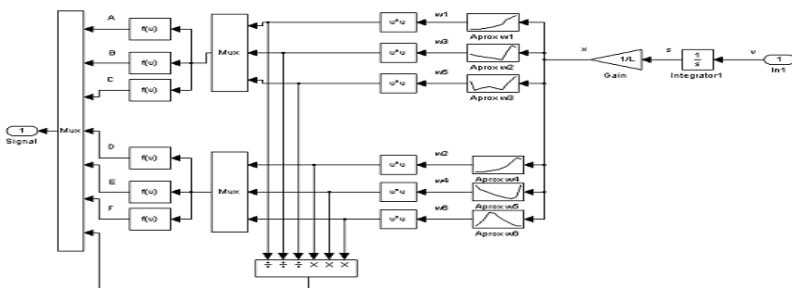 A
f(u)
w1
u*u
Aprox w1
B
f(u)
Mux
w3
u*u
Aprox w2
x
1/L
Gain
s
1
s
Integrator1
v
1
In1
C
f(u)
w5
u*u
Aprox w3
1
Signal
Mux
D
f(u)
w2
u*u
Aprox w4
E
f(u)
Mux
w4
u*u
Aprox w5
F
f(u)
w6
u*u
Aprox w6
÷ ÷ ÷ × × ×